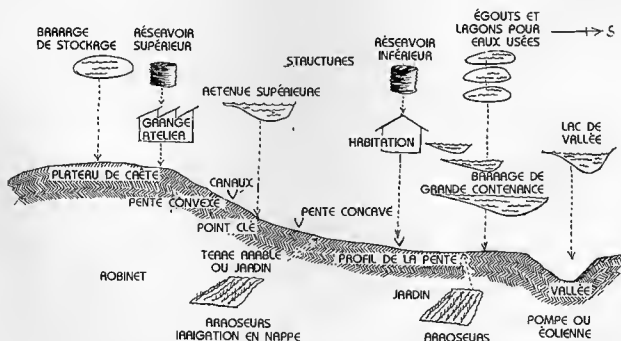 BARRAGE
DE STOCKAGE
RÉSERVOIR
SUPÉRIEUR
STRUCTURES
RÉSERVOIR
INFÉRIEUR
ÉGOUTS ET
LAGONS POUR
EAUX USÉES
S
RETENUE SUPÉRIEURE
GRANGE
ATELIER
HABITATION
LAC DE
VALLÉE
BARRAGE DE
GRANDE CONTENANCE
PLATEAU DE CRÊTE
CANAUX
PENTE CONVEXE
PENTE CONCAVE
POINT CLÉ
TERRE ARABLE
OU JARDIN
PROFIL DE LA PENTE
VALLÉE
ROBINET
JARDIN
POMPE OU
ÉOLIENNE
ARROSEURS
IRRIGATION EN NAPPE
ARROSEURS